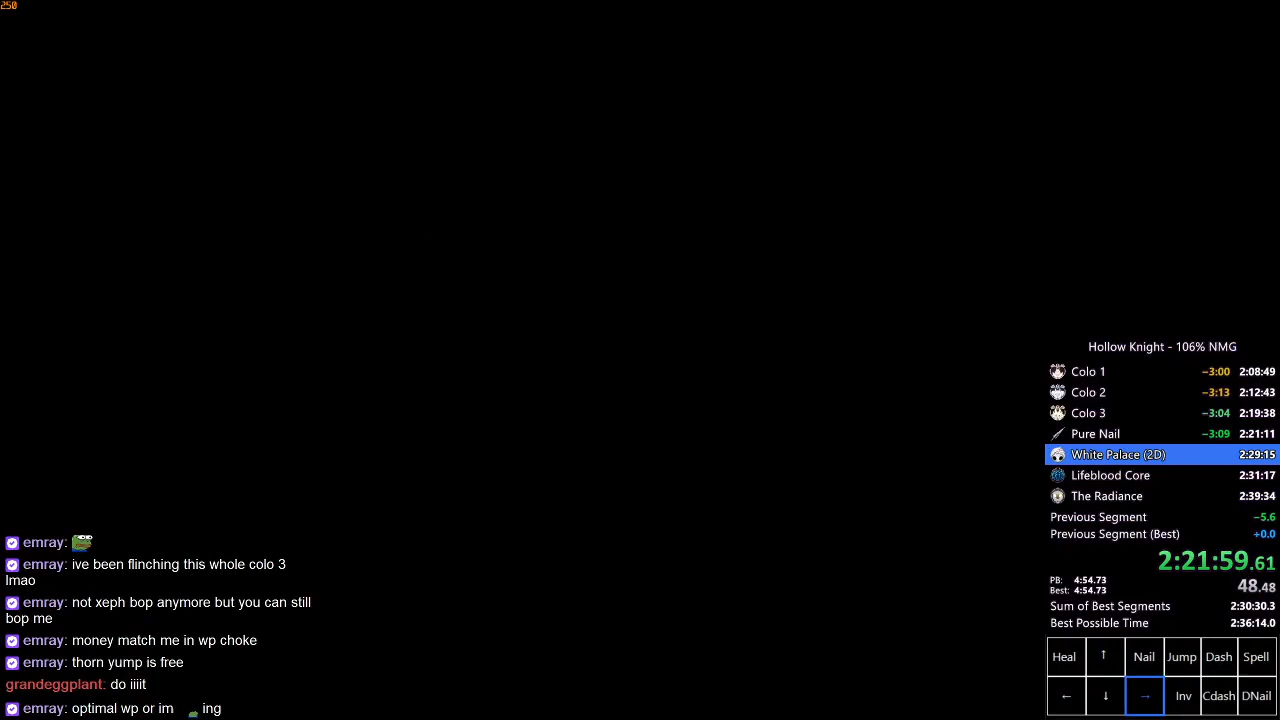 250
Hollow Knight - 106% NMG
Colo 1 −3:00 2:08:49
Colo 2 −3:13 2:12:43
Colo 3 −3:04 2:19:38
Pure Nail −3:09 2:21:11
White Palace (2D) 2:29:15
Lifeblood Core 2:31:17
The Radiance 2:39:34
Previous Segment −5.6
Previous Segment (Best) +0.0
2:21:59.61
PB: 4:54.73
Best: 4:54.73
48.48
Sum of Best Segments 2:30:30.3
Best Possible Time 2:36:14.0
Heal ↑ Nail Jump Dash Spell
← ↓ → Inv Cdash DNail
emray:
emray: ive been flinching this whole colo 3
lmao
emray: not xeph bop anymore but you can still
bop me
emray: money match me in wp choke
emray: thorn yump is free
grandeggplant: do iiiit
emray: optimal wp or im ing